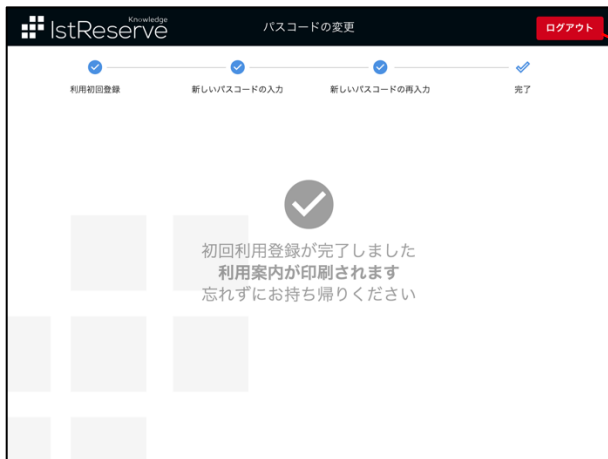 IstReserve
Knowledge
パスコードの変更
ログアウト
利用初回登録
新しいパスコードの入力
新しいパスコードの再入力
完了
初回利用登録が完了しました
利用案内が印刷されます
忘れずにお持ち帰りください